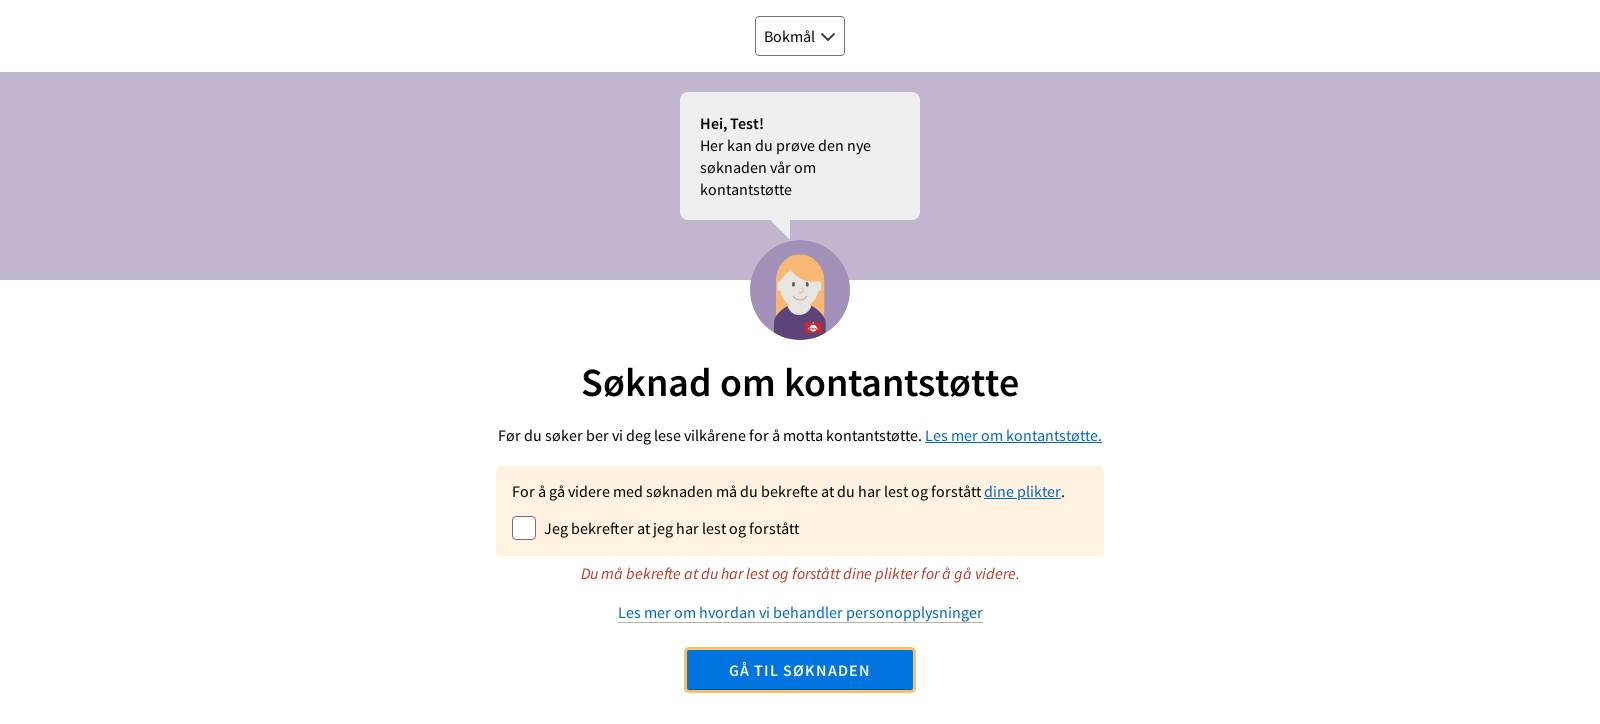 Bokmål
Hei, Test!
Her kan du prøve den nye
søknaden vår om
kontantstøtte
Søknad om kontantstøtte
Før du søker ber vi deg lese vilkårene for å motta kontantstøtte. Les mer om kontantstøtte.
For å gå videre med søknaden må du bekrefte at du har lest og forstått dine plikter.
Jeg bekrefter at jeg har lest og forstått
Du må bekrefte at du har lest og forstått dine plikter for å gå videre.
Les mer om hvordan vi behandler personopplysninger
GÅ TIL SØKNADEN